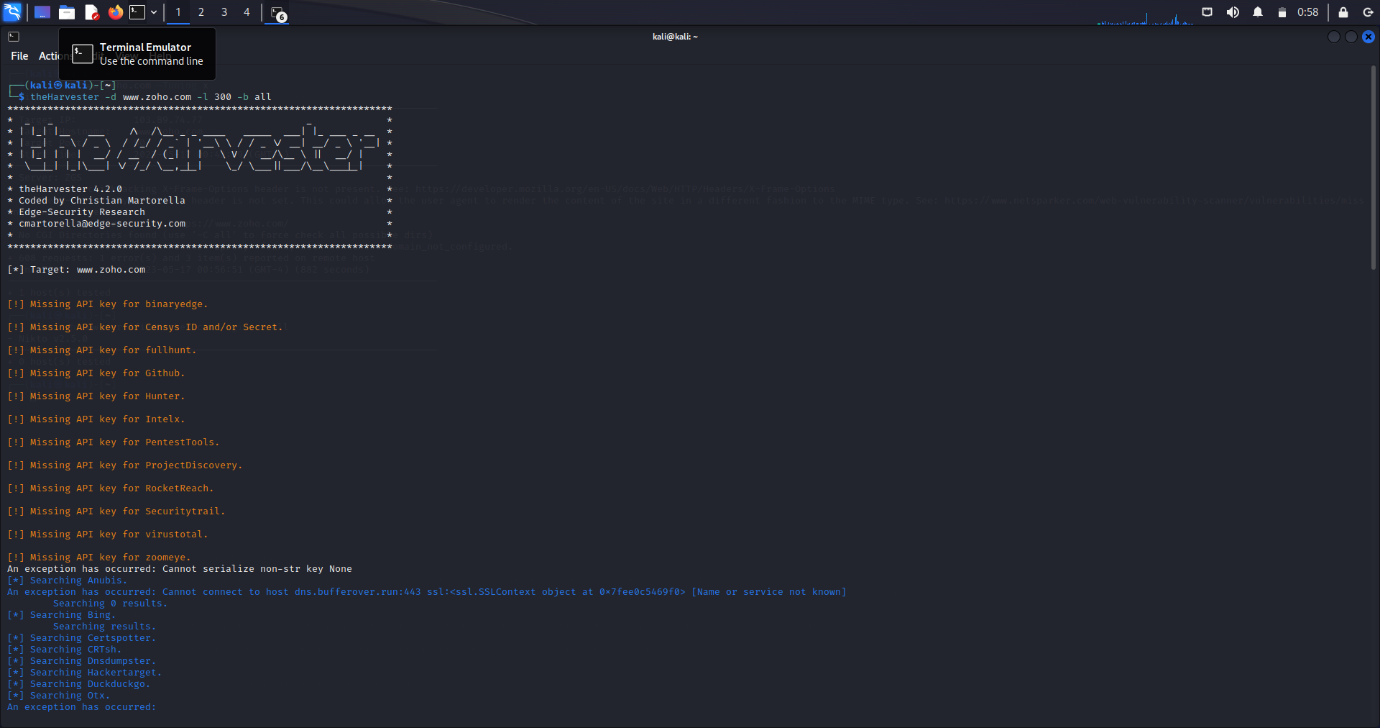 1 2 3 4 6 0:58
Terminal Emulator
Use the command line
kali@kali: ~
File Actions Edit View Help
(kali㉿kali)-[~]
$ theHarvester -d www.zoho.com -l 300 -b all
*******************************************************************
theHarvester
* theHarvester 4.2.0 *
* Coded by Christian Martorella *
* Edge-Security Research *
* cmartorella@edge-security.com *
* *
*******************************************************************
[*] Target: www.zoho.com
[!] Missing API key for binaryedge.
[!] Missing API key for Censys ID and/or Secret.
[!] Missing API key for fullhunt.
[!] Missing API key for Github.
[!] Missing API key for Hunter.
[!] Missing API key for Intelx.
[!] Missing API key for PentestTools.
[!] Missing API key for ProjectDiscovery.
[!] Missing API key for RocketReach.
[!] Missing API key for Securitytrail.
[!] Missing API key for virustotal.
[!] Missing API key for zoomeye.
An exception has occurred: Cannot serialize non-str key None
[*] Searching Anubis.
An exception has occurred: Cannot connect to host dns.bufferover.run:443 ssl:<ssl.SSLContext object at 0×7fee0c5469f0> [Name or service not known]
Searching 0 results.
[*] Searching Bing.
Searching results.
[*] Searching Certspotter.
[*] Searching CRTsh.
[*] Searching Dnsdumpster.
[*] Searching Hackertarget.
[*] Searching Duckduckgo.
[*] Searching Otx.
An exception has occurred: